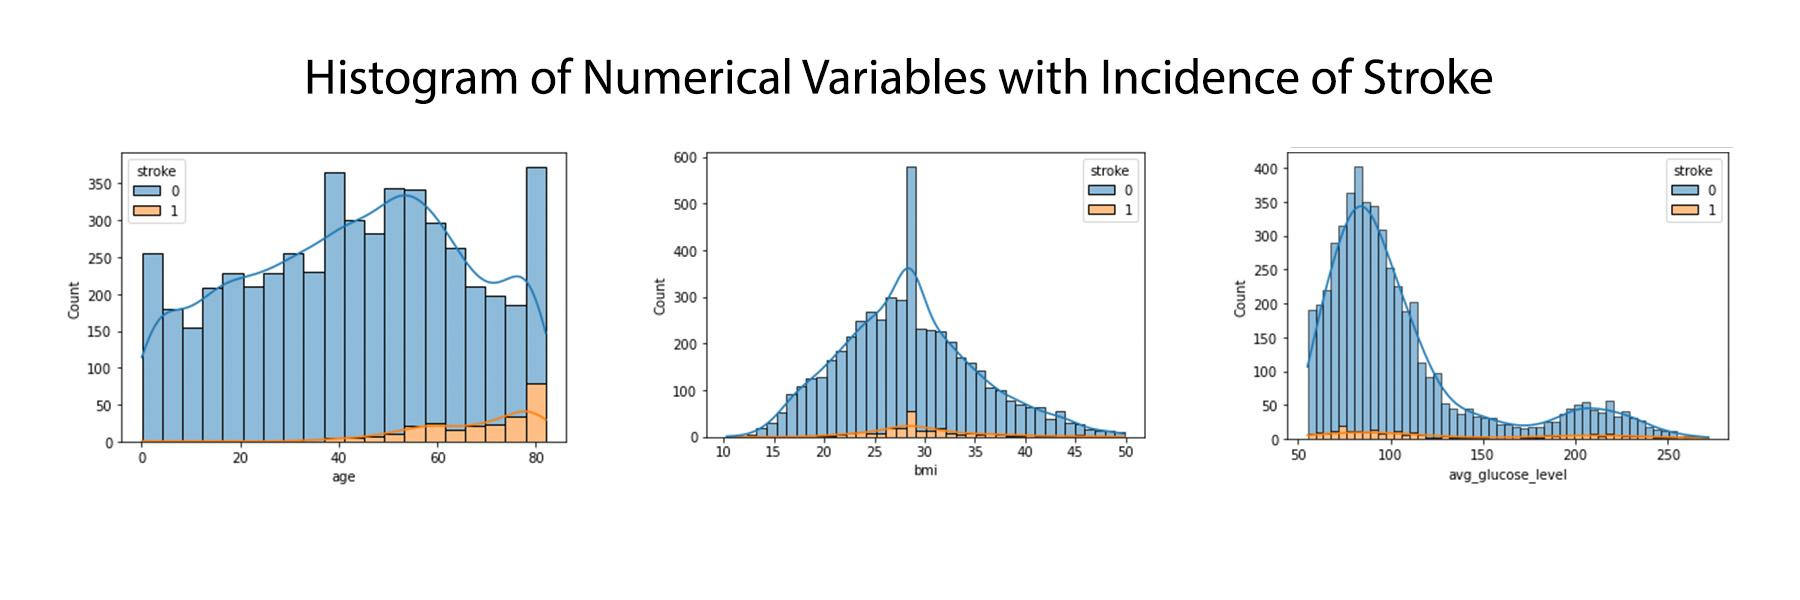 Histogram of Numerical Variables with Incidence of Stroke
stroke
0
1
350
300
250
200
150
100
50
0
Count
0 20 40 60 80
age
stroke
0
1
600
500
400
300
200
100
0
Count
10 15 20 25 30 35 40 45 50
bmi
stroke
0
1
400
350
300
250
200
150
100
50
0
Count
50 100 150 200 250
avg_glucose_level